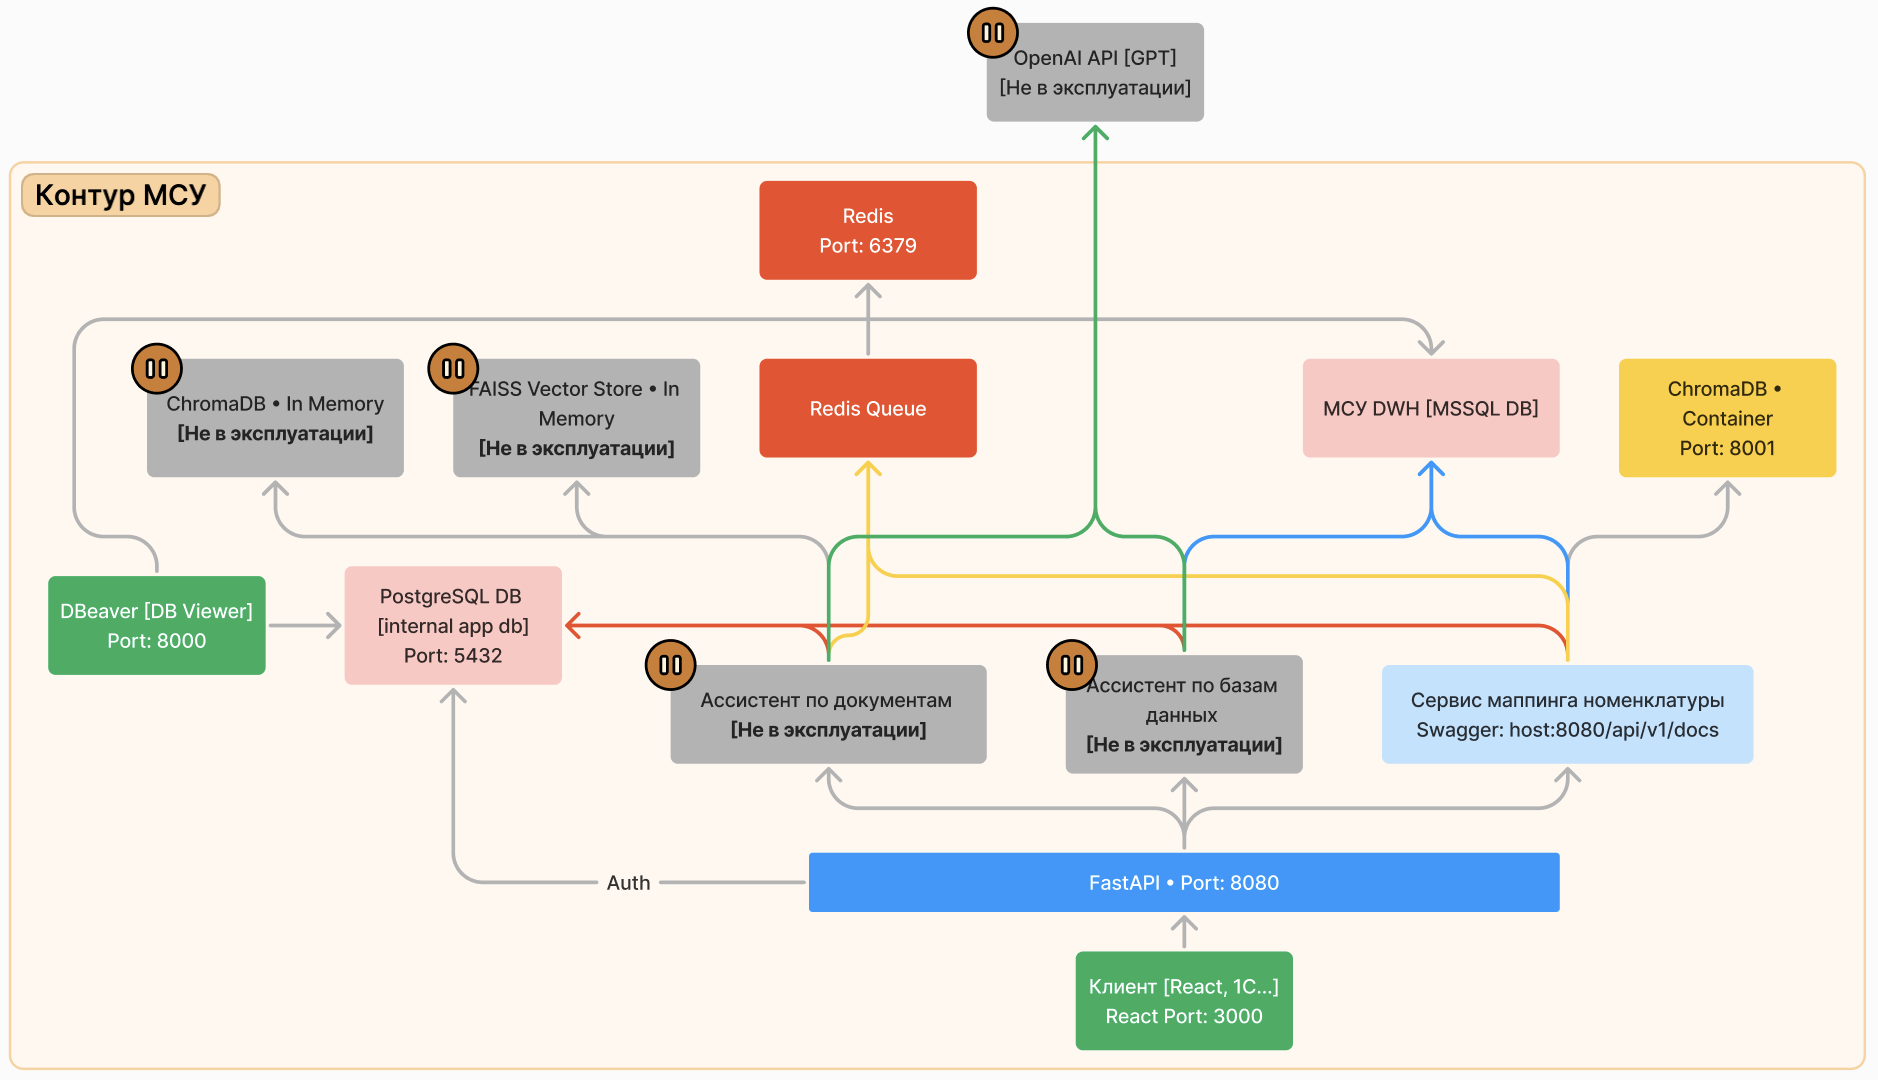 OpenAI API [GPT]
[Не в эксплуатации]
Контур МСУ
Redis
Port: 6379
ChromaDB • In Memory
[Не в эксплуатации]
FAISS Vector Store • In
Memory
[Не в эксплуатации]
Redis Queue
МСУ DWH [MSSQL DB]
ChromaDB •
Container
Port: 8001
DBeaver [DB Viewer]
Port: 8000
PostgreSQL DB
[internal app db]
Port: 5432
Ассистент по документам
[Не в эксплуатации]
Ассистент по базам
данных
[Не в эксплуатации]
Сервис маппинга номенклатуры
Swagger: host:8080/api/v1/docs
Auth
FastAPI • Port: 8080
Клиент [React, 1C...]
React Port: 3000